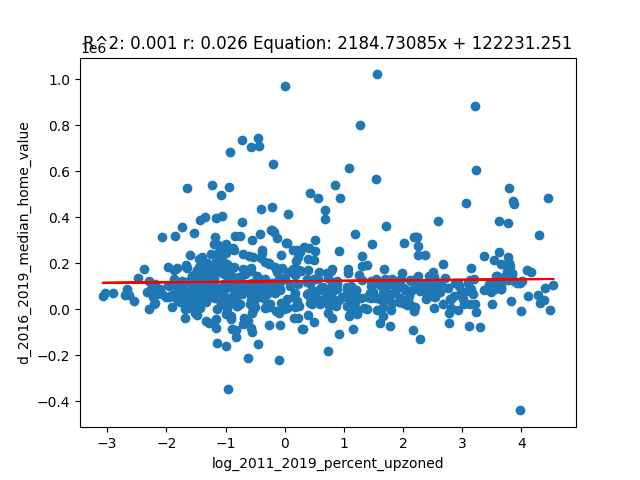 R^2: 0.001 r: 0.026 Equation: 2184.73085x + 122231.251
1e6
1.0
0.8
0.6
0.4
0.2
0.0
−0.2
−0.4
d_2016_2019_median_home_value
−3 −2 −1 0 1 2 3 4
log_2011_2019_percent_upzoned